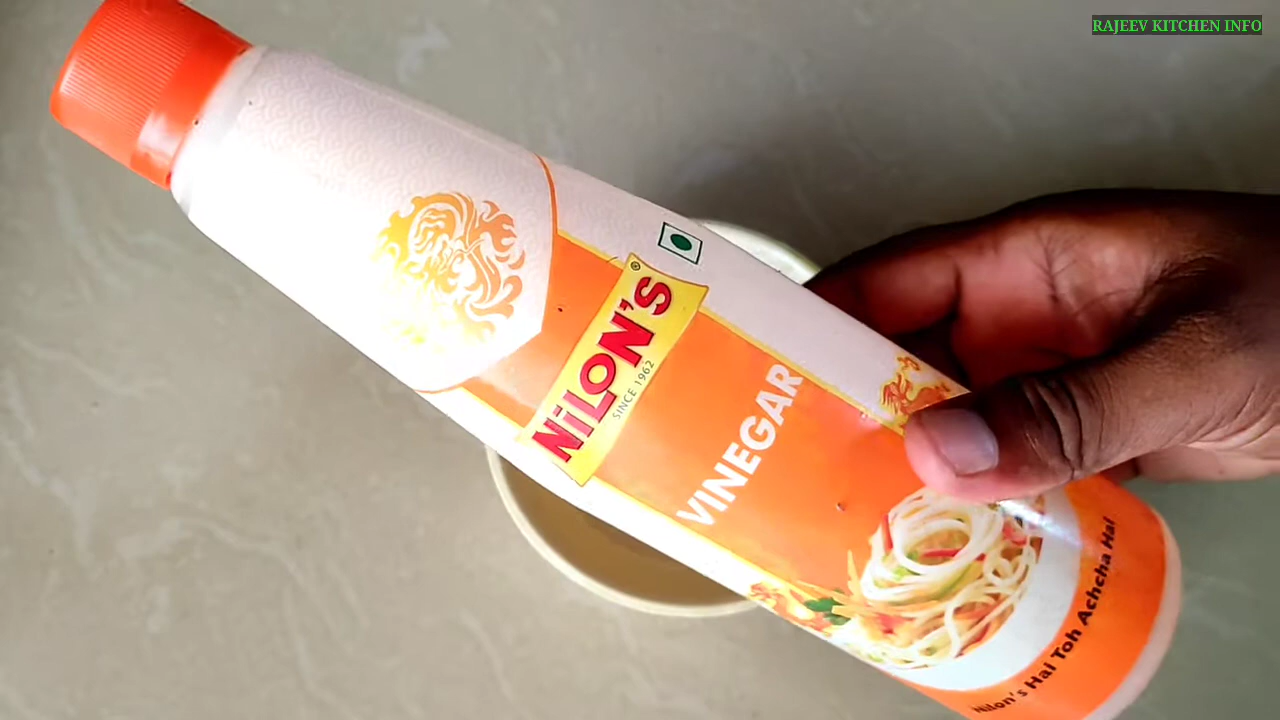 RAJEEV KITCHEN INFO
NiLON'S®
SINCE 1962
VINEGAR
Nilon's Hai Toh Achcha Hai